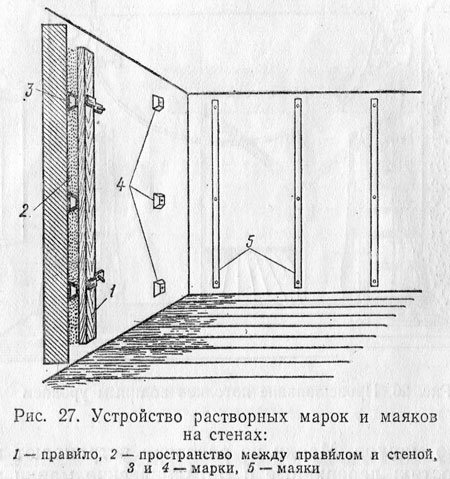 3
4
2
5
1
Рис. 27. Устройство растворных марок и маяков
на стенах:
1 — правило, 2 — пространство между правилом и стеной,
3 и 4 — марки, 5 — маяки